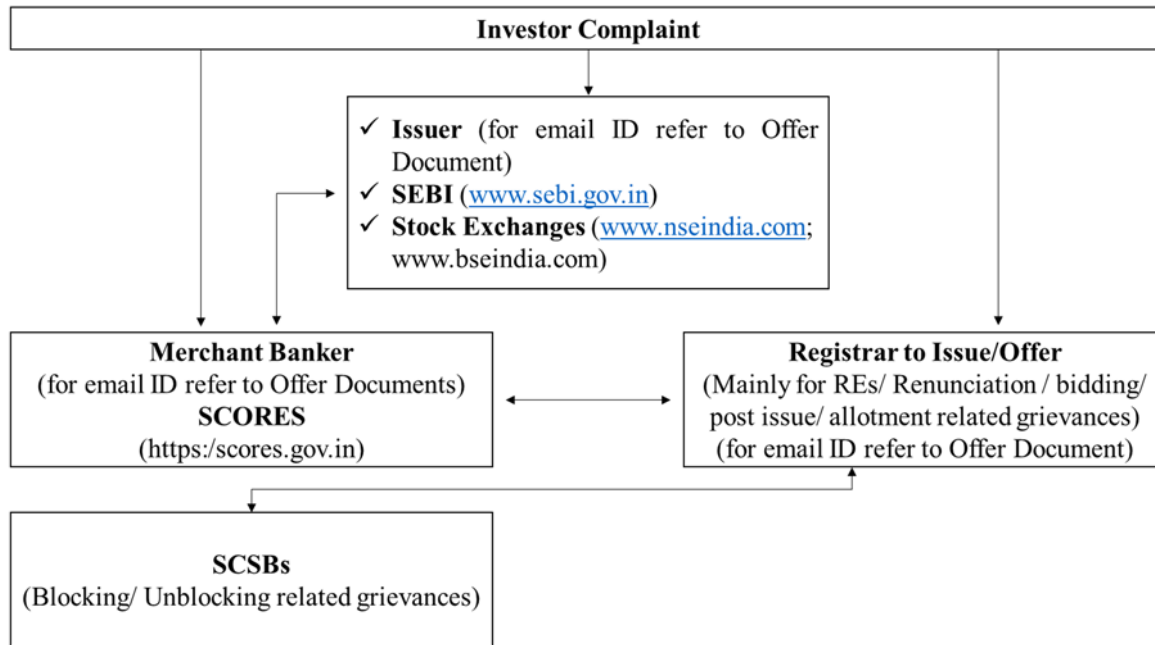 Investor Complaint
✓ Issuer (for email ID refer to Offer
Document)
✓ SEBI (www.sebi.gov.in)
✓ Stock Exchanges (www.nseindia.com;
www.bseindia.com)
Merchant Banker
(for email ID refer to Offer Documents)
SCORES
(https:/scores.gov.in)
Registrar to Issue/Offer
(Mainly for REs/ Renunciation / bidding/
post issue/ allotment related grievances)
(for email ID refer to Offer Document)
SCSBs
(Blocking/ Unblocking related grievances)